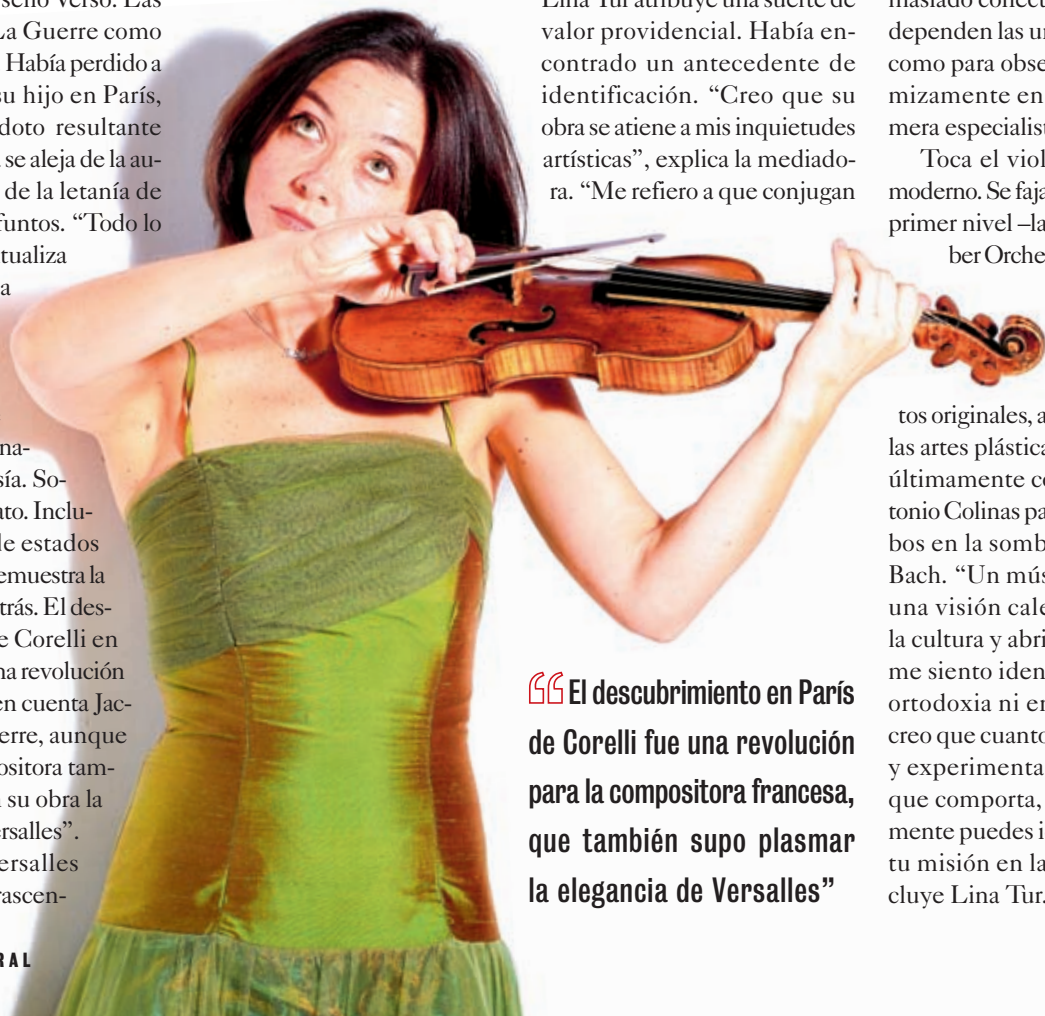 seño Verso. Las
La Guerre como
Había perdido a
su hijo en París,
doto resultante
se aleja de la au-
de la letanía de
funtos. “Todo lo
tualiza
a
na-
sía. So-
ato. Inclu-
de estados
emuestra la
trás. El des-
e Corelli en
na revolución
en cuenta Jac-
erre, aunque
ositora tam-
su obra la
ersalles”.
ersalles
rascen-
RAL
Lina Tur atribuye una suerte de
valor providencial. Había en-
contrado un antecedente de
identificación. “Creo que su
obra se atiene a mis inquietudes
artísticas”, explica la mediado-
ra. “Me refiero a que conjugan
“El descubrimiento en París
de Corelli fue una revolución
para la compositora francesa,
que también supo plasmar
la elegancia de Versalles”
masiado conect
dependen las un
como para obse
mizamente en
mera especialist
Toca el viol
moderno. Se faja
primer nivel –la
ber Orche
tos originales, a
las artes plástica
últimamente co
tonio Colinas pa
bos en la somb
Bach. “Un mús
una visión cale
la cultura y abri
me siento iden
ortodoxia ni en
creo que cuanto
y experimenta
que comporta,
mente puedes i
tu misión en la
cluye Lina Tur.